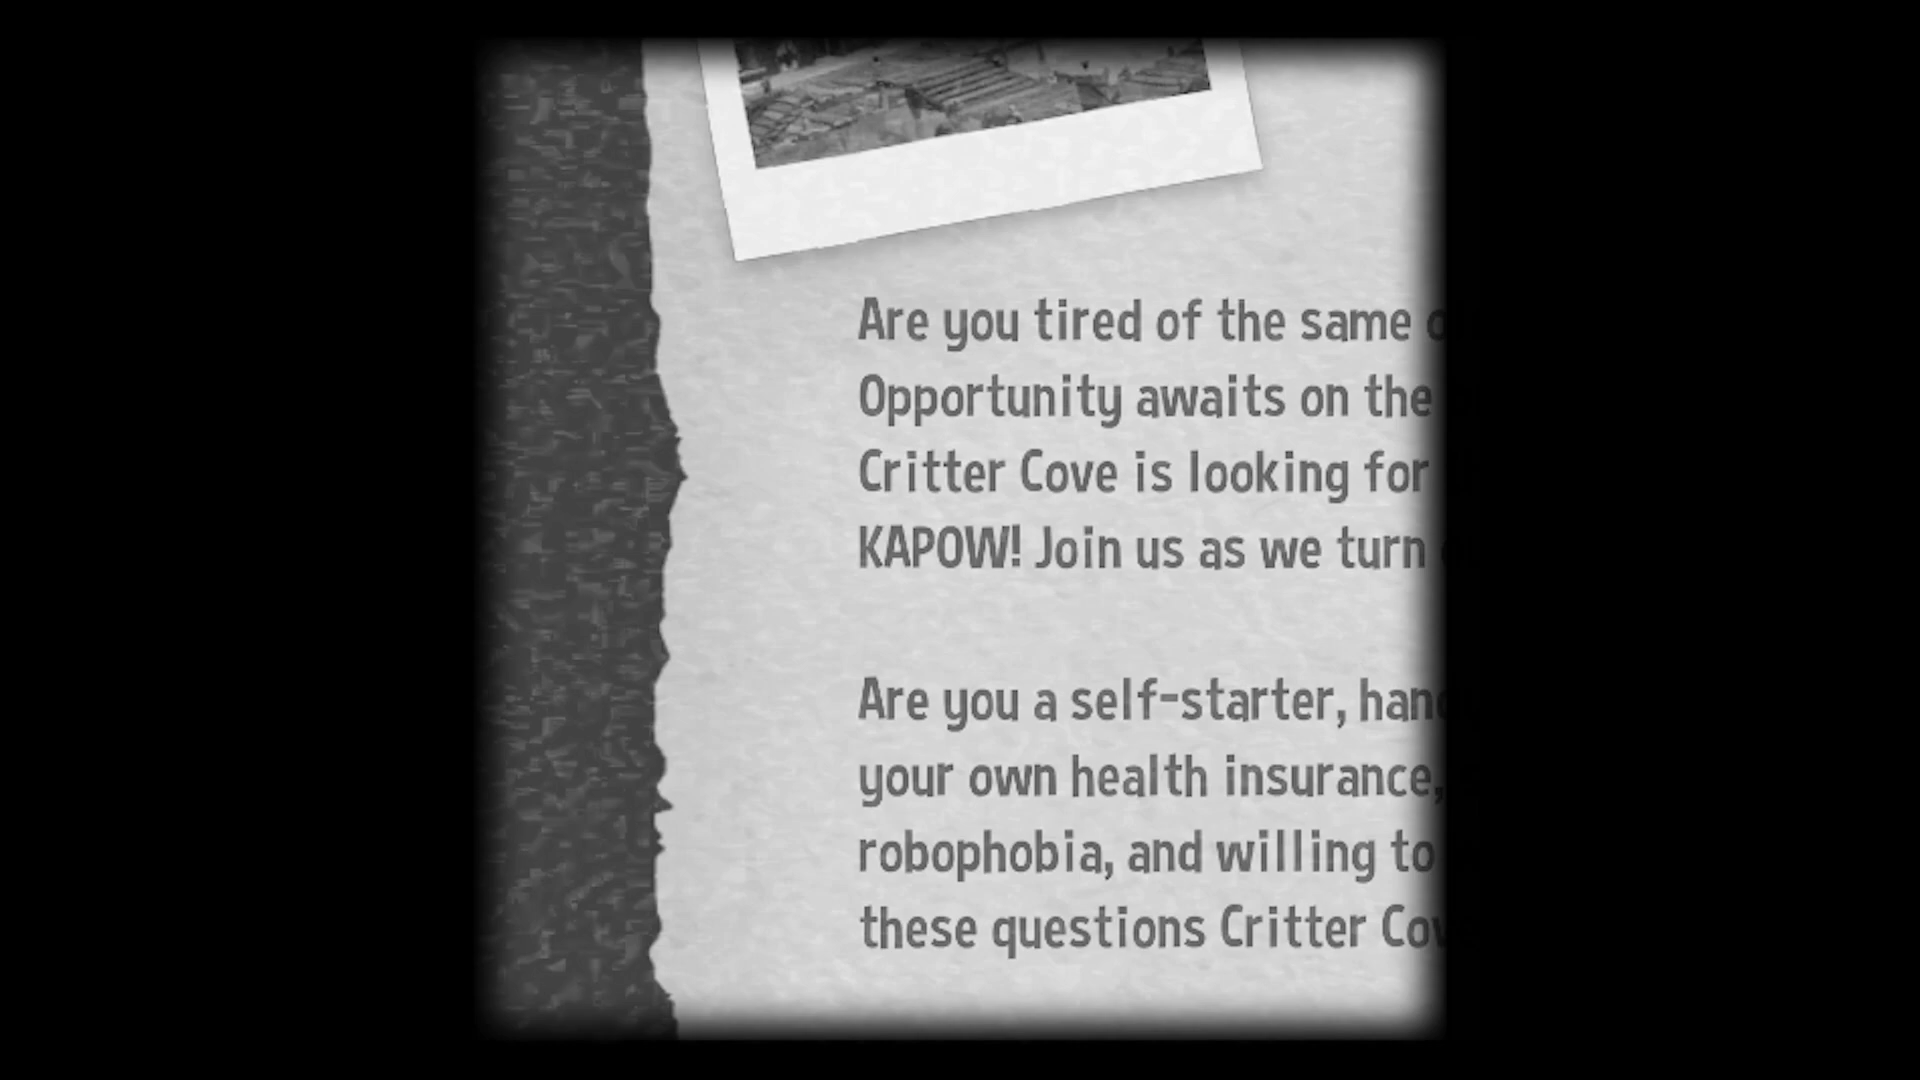 Are you tired of the same
Opportunity awaits on the
Critter Cove is looking for
KAPOW! Join us as we turn
Are you a self-starter,
your own health insurance,
robophobia, and willing to
these questions Critter